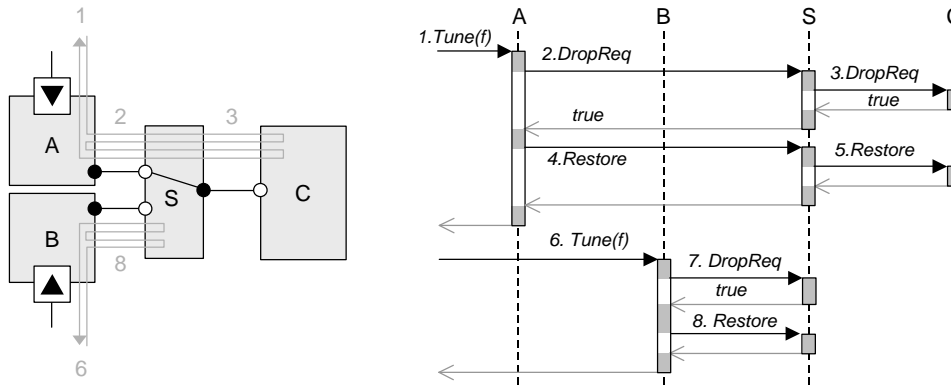 1
A
2
3
S
C
B
8
6
A
B
S
1.Tune(f)
2.DropReq
3.DropReq
true
true
4.Restore
5.Restore
6. Tune(f)
7. DropReq
true
8. Restore